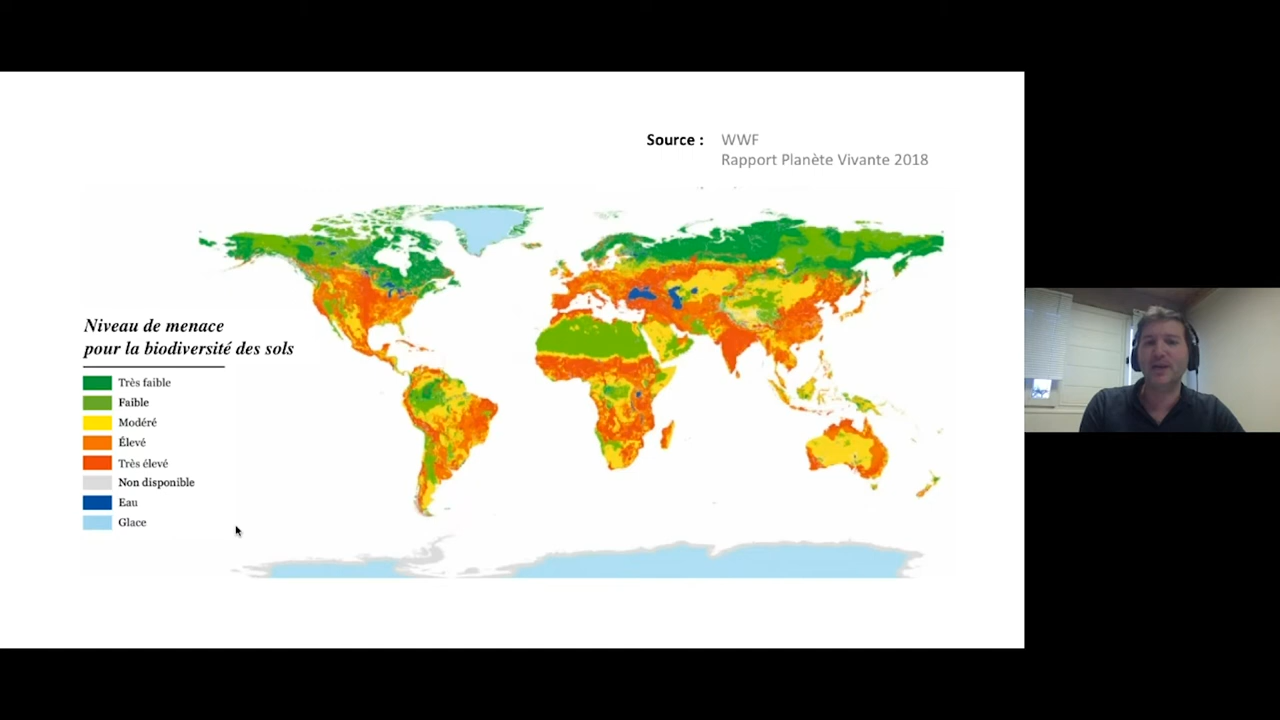 Source : WWF
Rapport Planète Vivante 2018
Niveau de menace
pour la biodiversité des sols
Très faible
Faible
Modéré
Élevé
Très élevé
Non disponible
Eau
Glace